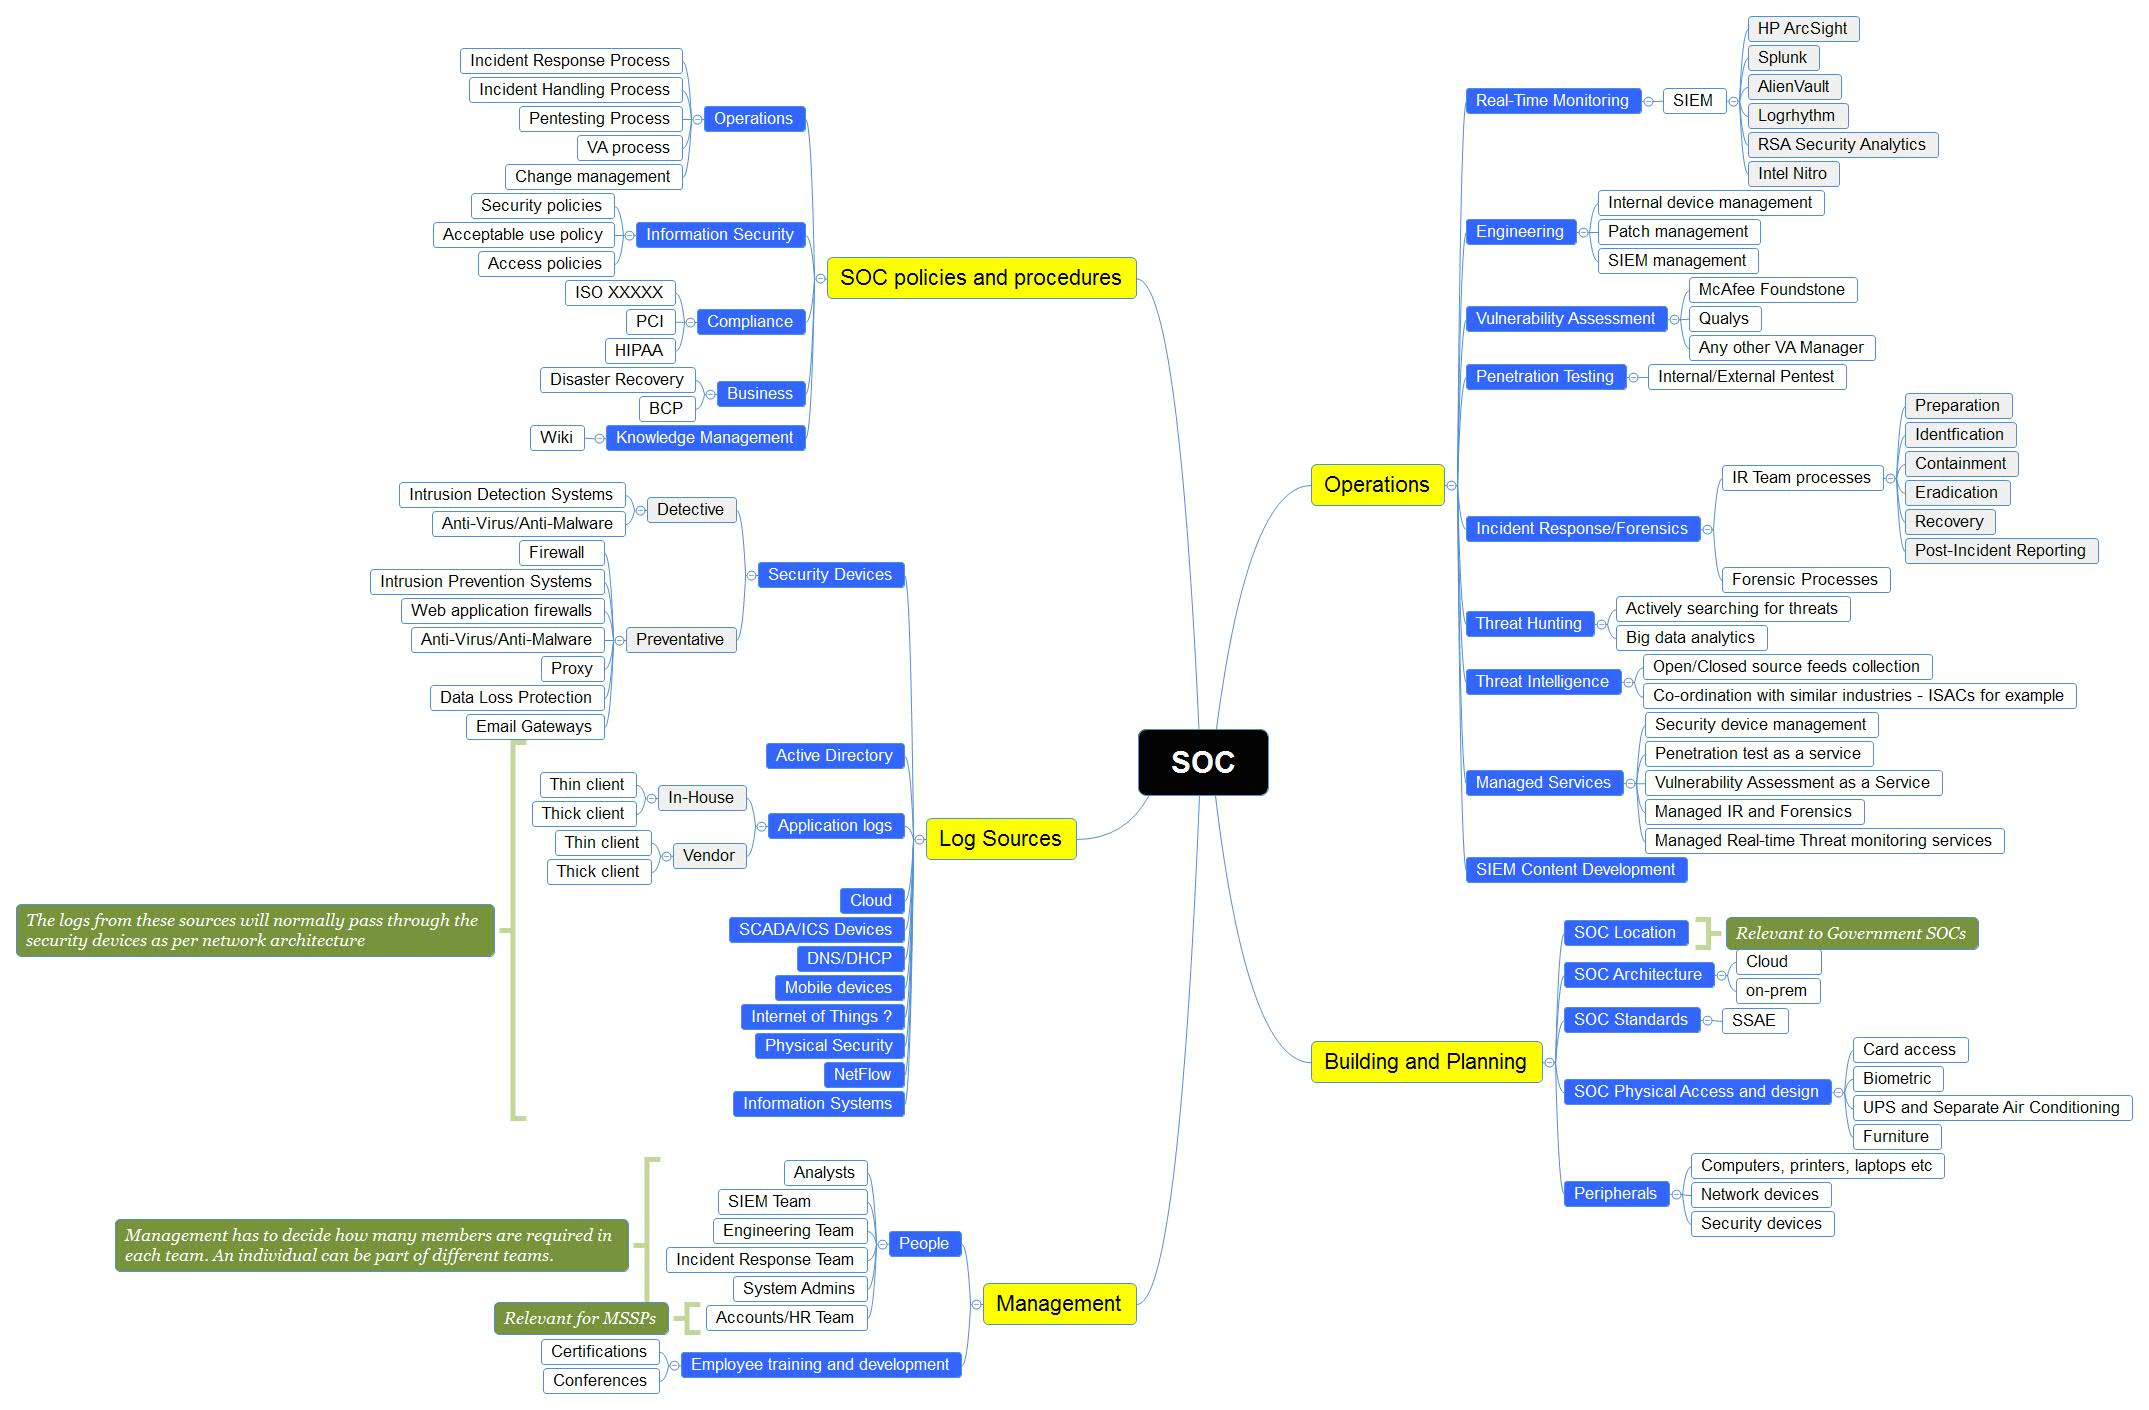 SOC
SOC policies and procedures
Operations
Incident Response Process
Incident Handling Process
Pentesting Process
VA process
Change management
Information Security
Security policies
Acceptable use policy
Access policies
Compliance
ISO XXXXX
PCI
HIPAA
Business
Disaster Recovery
BCP
Knowledge Management
Wiki
Log Sources
Security Devices
Detective
Intrusion Detection Systems
Anti-Virus/Anti-Malware
Preventative
Firewall
Intrusion Prevention Systems
Web application firewalls
Anti-Virus/Anti-Malware
Proxy
Data Loss Protection
Email Gateways
Active Directory
Application logs
In-House
Thin client
Thick client
Vendor
Thin client
Thick client
Cloud
SCADA/ICS Devices
DNS/DHCP
Mobile devices
Internet of Things ?
Physical Security
NetFlow
Information Systems
The logs from these sources will normally pass through the
security devices as per network architecture
Management
People
Analysts
SIEM Team
Engineering Team
Incident Response Team
System Admins
Accounts/HR Team
Management has to decide how many members are required in
each team. An individual can be part of different teams.
Relevant for MSSPs
Employee training and development
Certifications
Conferences
Operations
Real-Time Monitoring
SIEM
HP ArcSight
Splunk
AlienVault
Logrhythm
RSA Security Analytics
Intel Nitro
Engineering
Internal device management
Patch management
SIEM management
Vulnerability Assessment
McAfee Foundstone
Qualys
Any other VA Manager
Penetration Testing
Internal/External Pentest
Incident Response/Forensics
IR Team processes
Preparation
Identfication
Containment
Eradication
Recovery
Post-Incident Reporting
Forensic Processes
Threat Hunting
Actively searching for threats
Big data analytics
Threat Intelligence
Open/Closed source feeds collection
Co-ordination with similar industries - ISACs for example
Managed Services
Security device management
Penetration test as a service
Vulnerability Assessment as a Service
Managed IR and Forensics
Managed Real-time Threat monitoring services
SIEM Content Development
Building and Planning
SOC Location
Relevant to Government SOCs
SOC Architecture
Cloud
on-prem
SOC Standards
SSAE
SOC Physical Access and design
Card access
Biometric
UPS and Separate Air Conditioning
Furniture
Peripherals
Computers, printers, laptops etc
Network devices
Security devices